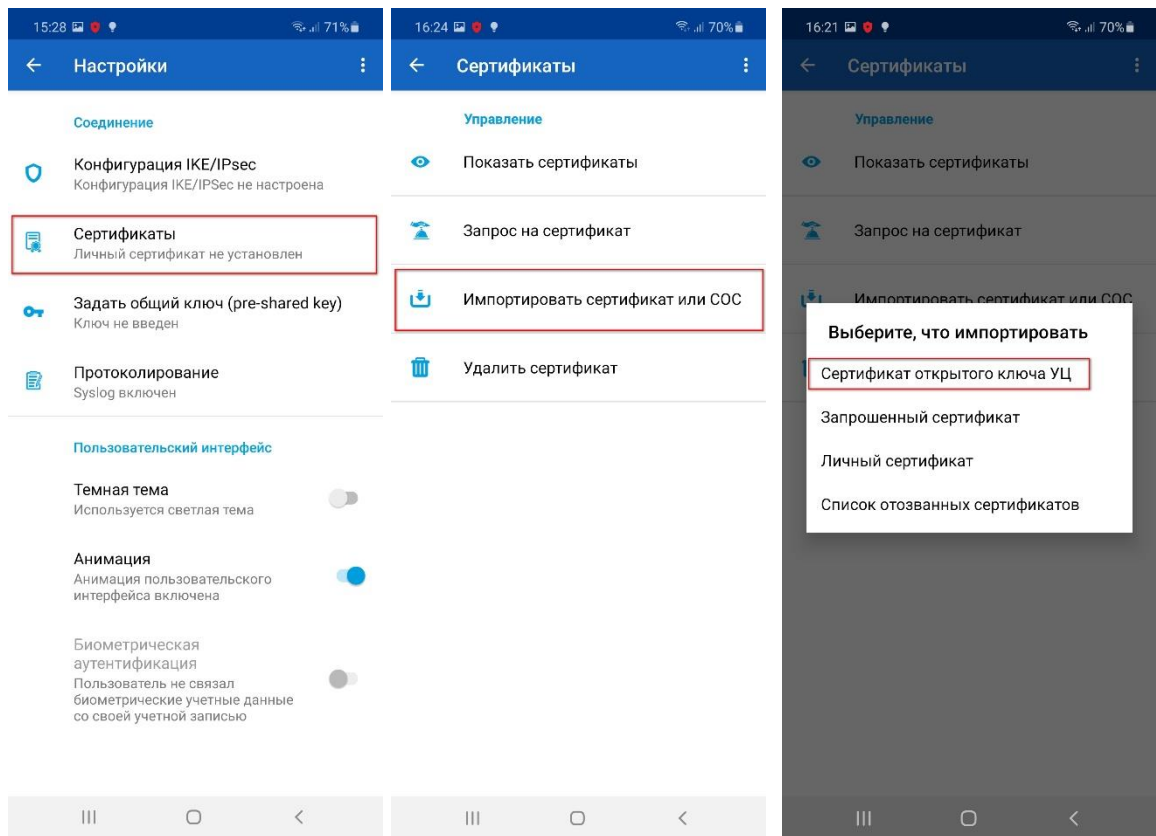 15:28 71%
Настройки
Соединение
Конфигурация IKE/IPsec
Конфигурация IKE/IPSec не настроена
Сертификаты
Личный сертификат не установлен
Задать общий ключ (pre-shared key)
Ключ не введен
Протоколирование
Syslog включен
Пользовательский интерфейс
Темная тема
Используется светлая тема
Анимация
Анимация пользовательского
интерфейса включена
Биометрическая
аутентификация
Пользователь не связал
биометрические учетные данные
со своей учетной записью
16:24 70%
Сертификаты
Управление
Показать сертификаты
Запрос на сертификат
Импортировать сертификат или СОС
Удалить сертификат
16:21 70%
Сертификаты
Управление
Показать сертификаты
Запрос на сертификат
Импортировать сертификат или СОС
Выберите, что импортировать
Сертификат открытого ключа УЦ
Запрошенный сертификат
Личный сертификат
Список отозванных сертификатов